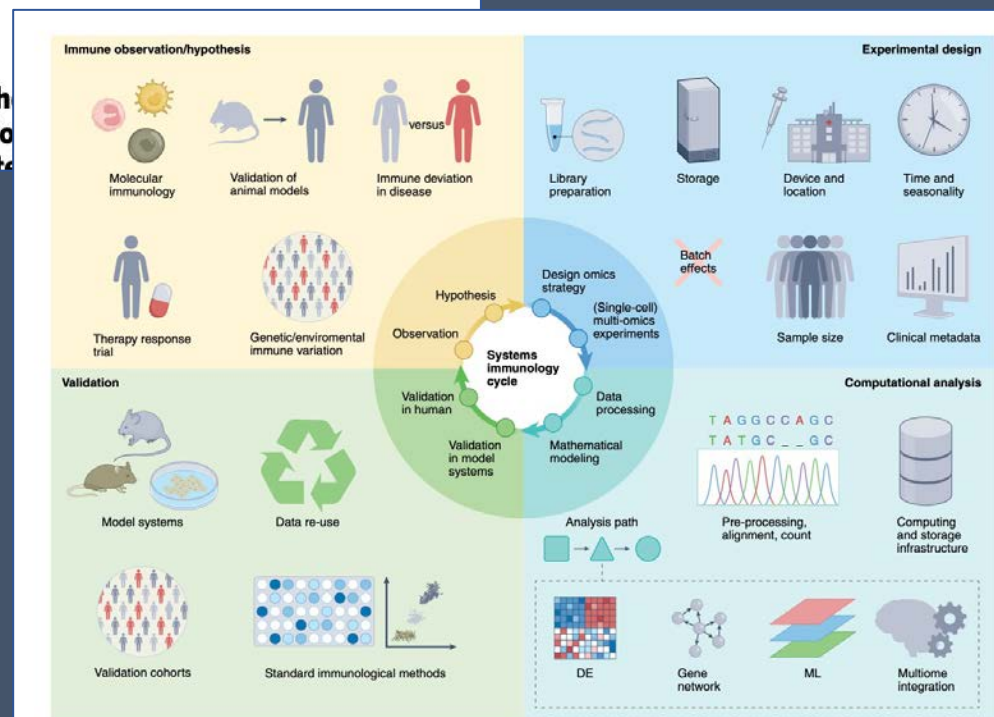 Immune observation/hypothesis
Molecular
immunology
Validation of
animal models
versus
Immune deviation
in disease
Therapy response
trial
Genetic/enviromental
immune variation
Experimental design
Library
preparation
Storage
Device and
location
Time and
seasonality
Batch
effects
Sample size
Clinical metadata
Systems
immunology
cycle
Observation
Hypothesis
Design omics
strategy
(Single-cell)
multi-omics
experiments
Data
processing
Mathematical
modeling
Validation
in model
systems
Validation
in human
Validation
Model systems
Data re-use
Validation cohorts
Standard immunological methods
Computational analysis
TAGGCCAGC
TATGC__GC
Pre-processing,
alignment, count
Computing
and storage
infrastructure
Analysis path
DE
Gene
network
ML
Multiome
integration